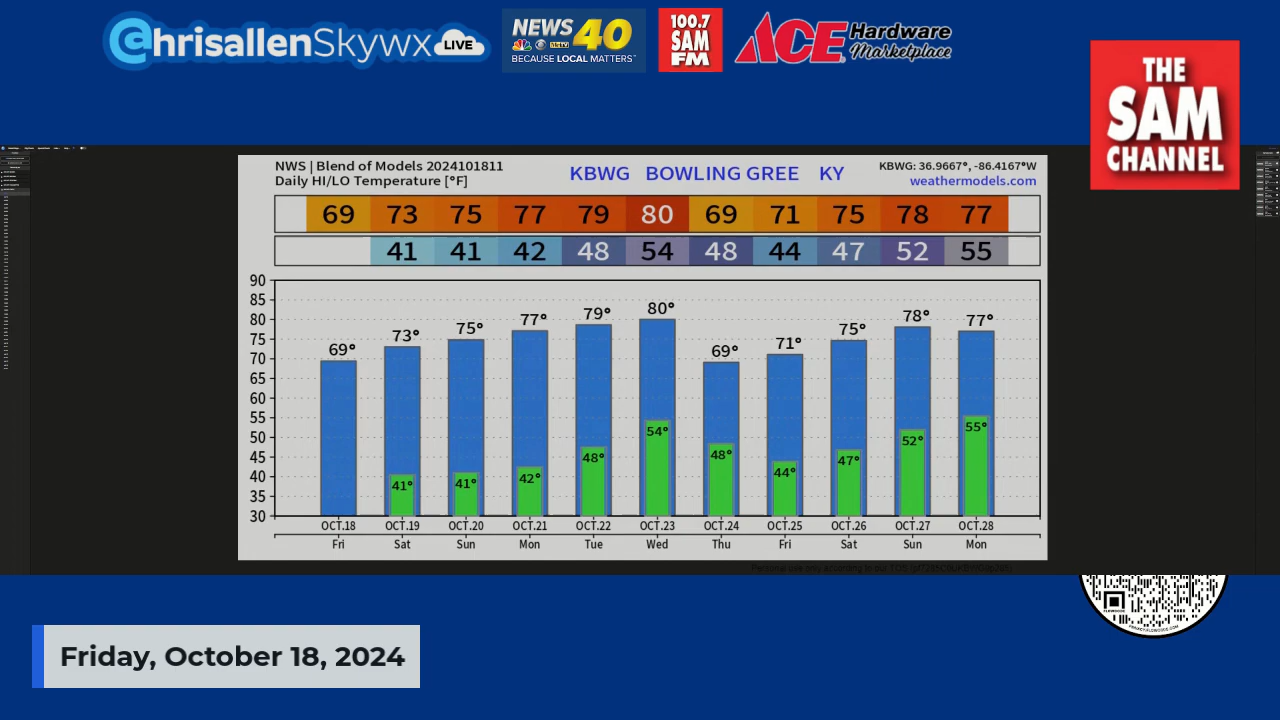 @hrisallenSkywx LIVE
NEWS 40
BECAUSE LOCAL MATTERS
100.7
SAM
FM
ACE Hardware
Marketplace
THE
SAM
CHANNEL
NWS | Blend of Models 2024101811
Daily HI/LO Temperature [°F]
KBWG BOWLING GREE KY
KBWG: 36.9667°, -86.4167°W
weathermodels.com
69 73 75 77 79 80 69 71 75 78 77
41 41 42 48 54 48 44 47 52 55
90
85
80
75
70
65
60
55
50
45
40
35
30
69° 73° 75° 77° 79° 80° 69° 71° 75° 78° 77°
41° 41° 42° 48° 54° 48° 44° 47° 52° 55°
OCT.18 OCT.19 OCT.20 OCT.21 OCT.22 OCT.23 OCT.24 OCT.25 OCT.26 OCT.27 OCT.28
Fri Sat Sun Mon Tue Wed Thu Fri Sat Sun Mon
Friday, October 18, 2024